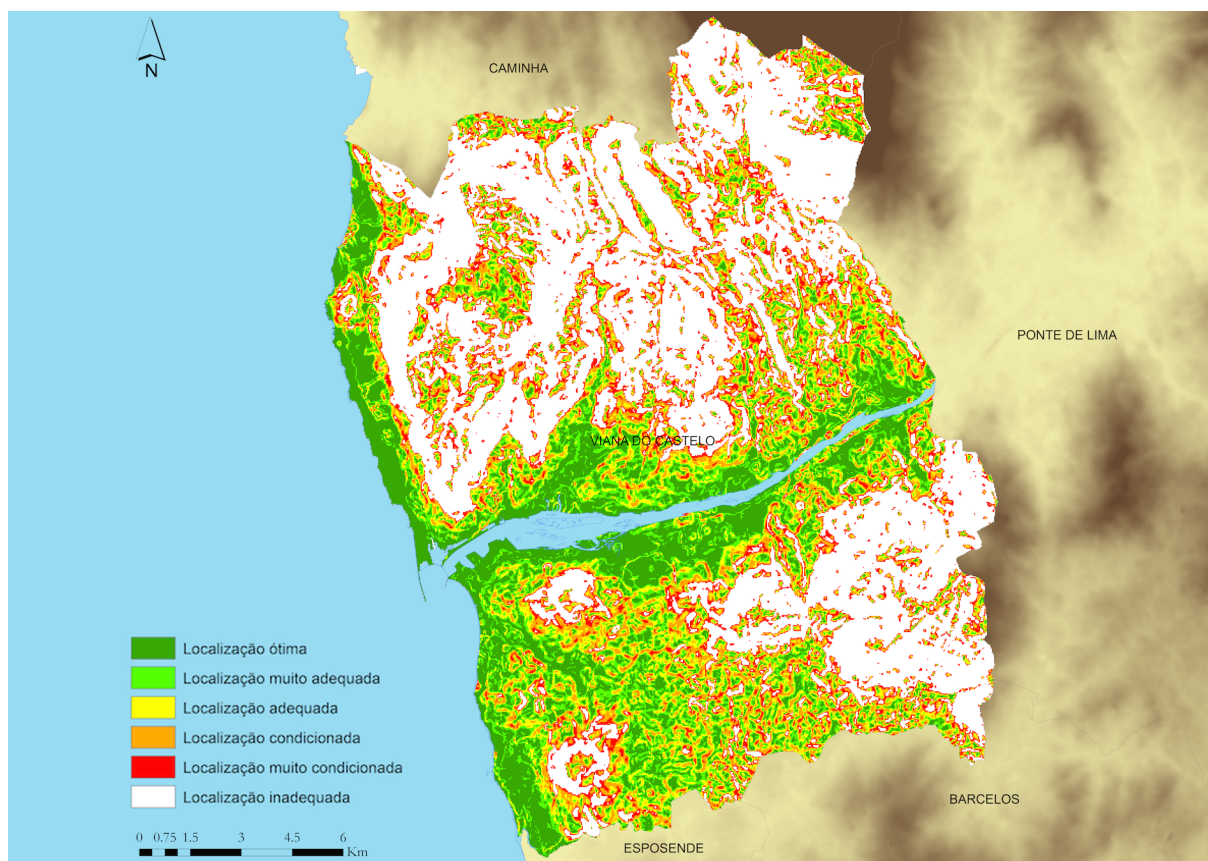 N
CAMINHA
PONTE DE LIMA
VIANA DO CASTELO
Localização ótima
Localização muito adequada
Localização adequada
Localização condicionada
Localização muito condicionada
Localização inadequada
BARCELOS
0 0.75 1.5 3 4.5 6
Km
ESPOSENDE